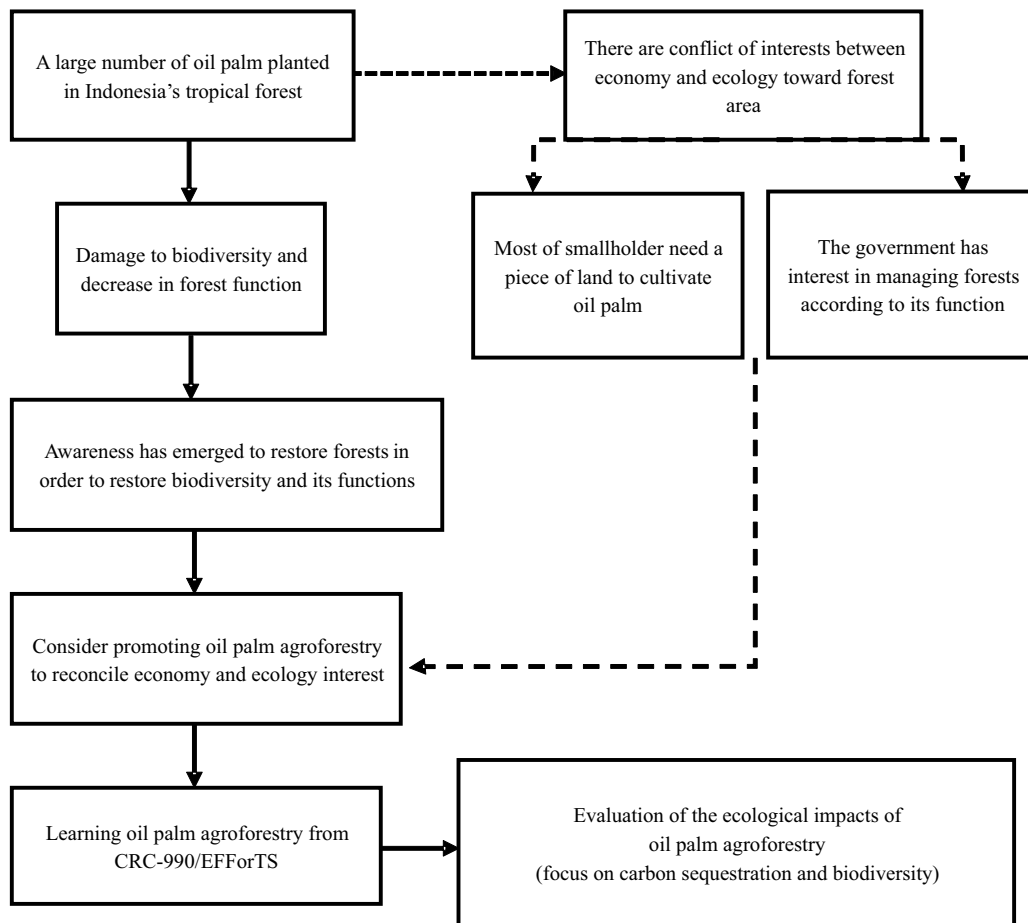 A large number of oil palm planted
in Indonesia's tropical forest
There are conflict of interests between
economy and ecology toward forest
area
Damage to biodiversity and
decrease in forest function
Most of smallholder need a
piece of land to cultivate
oil palm
The government has
interest in managing forests
according to its function
Awareness has emerged to restore forests in
order to restore biodiversity and its functions
Consider promoting oil palm agroforestry
to reconcile economy and ecology interest
Learning oil palm agroforestry from
CRC-990/EFForTS
Evaluation of the ecological impacts of
oil palm agroforestry
(focus on carbon sequestration and biodiversity)